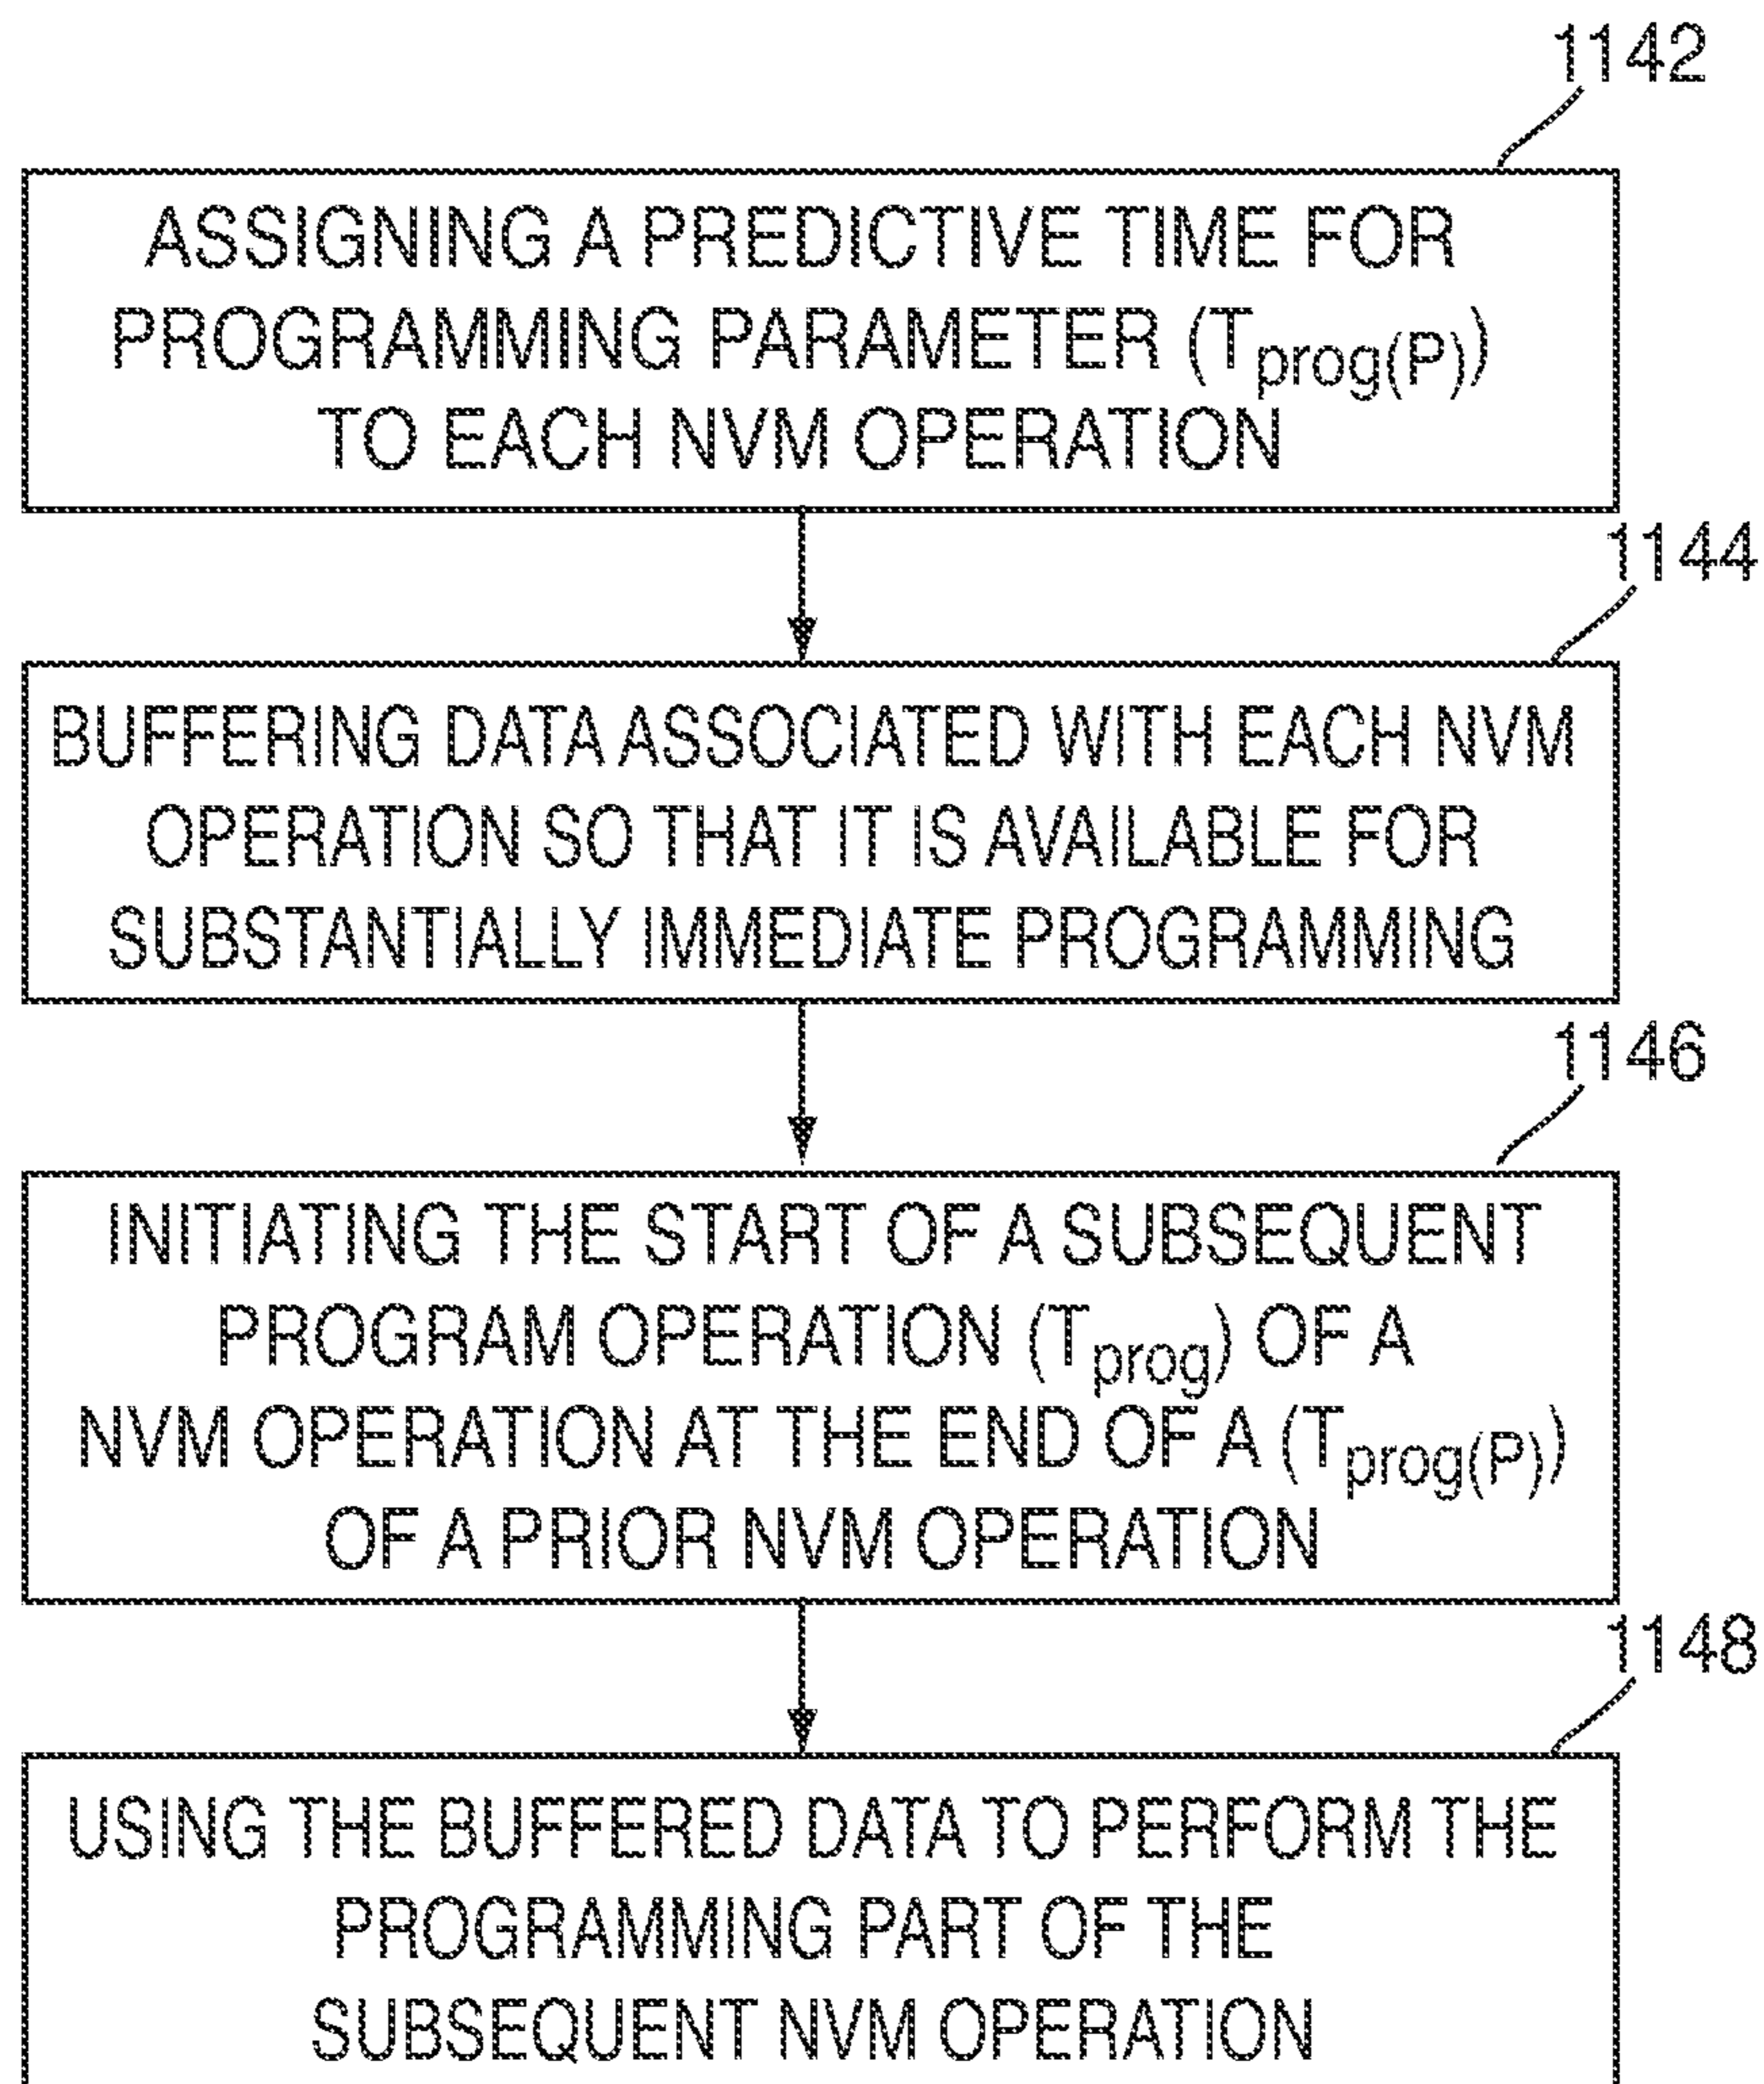 1142
ASSIGNING A PREDICTIVE TIME FOR
PROGRAMMING PARAMETER (Tprog(P))
TO EACH NVM OPERATION
1144
BUFFERING DATA ASSOCIATED WITH EACH NVM
OPERATION SO THAT IT IS AVAILABLE FOR
SUBSTANTIALLY IMMEDIATE PROGRAMMING
1146
INITIATING THE START OF A SUBSEQUENT
PROGRAM OPERATION (Tprog) OF A
NVM OPERATION AT THE END OF A (Tprog(P))
OF A PRIOR NVM OPERATION
1148
USING THE BUFFERED DATA TO PERFORM THE
PROGRAMMING PART OF THE
SUBSEQUENT NVM OPERATION